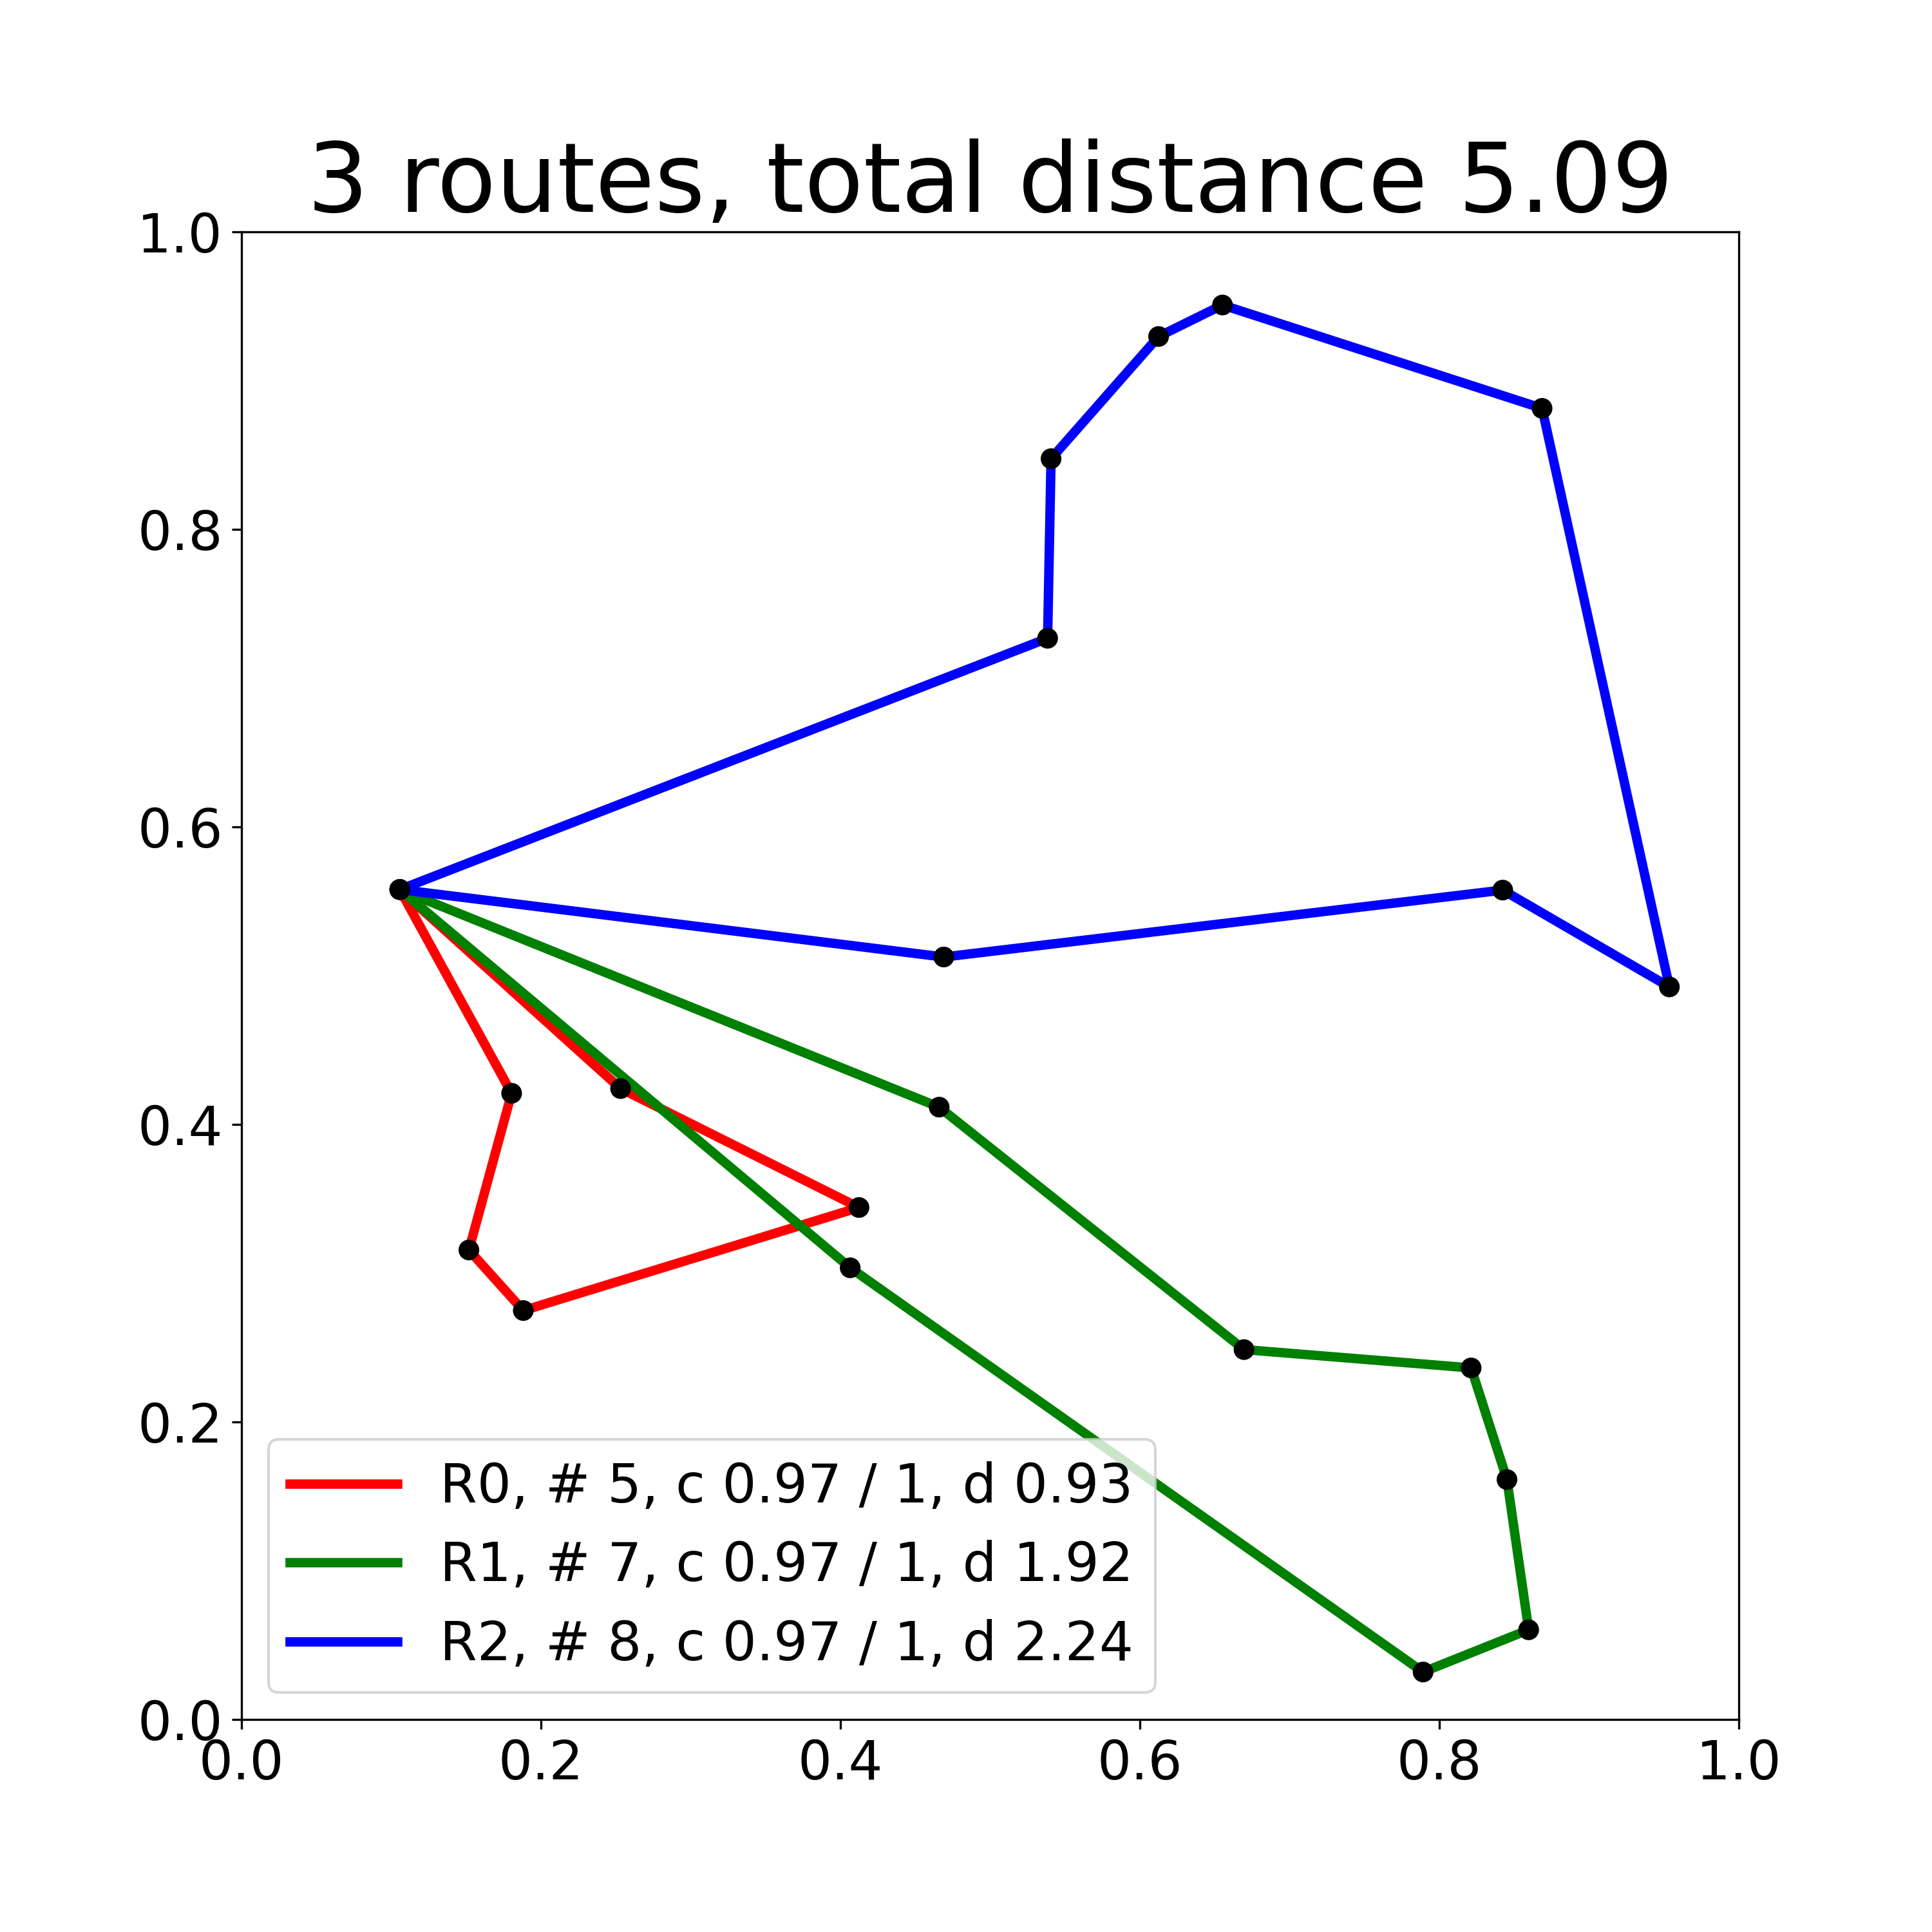 3 routes, total distance 5.09
1.0
0.8
0.6
0.4
0.2
0.0
R0, # 5, c 0.97 / 1, d 0.93
R1, # 7, c 0.97 / 1, d 1.92
R2, # 8, c 0.97 / 1, d 2.24
0.0 0.2 0.4 0.6 0.8 1.0